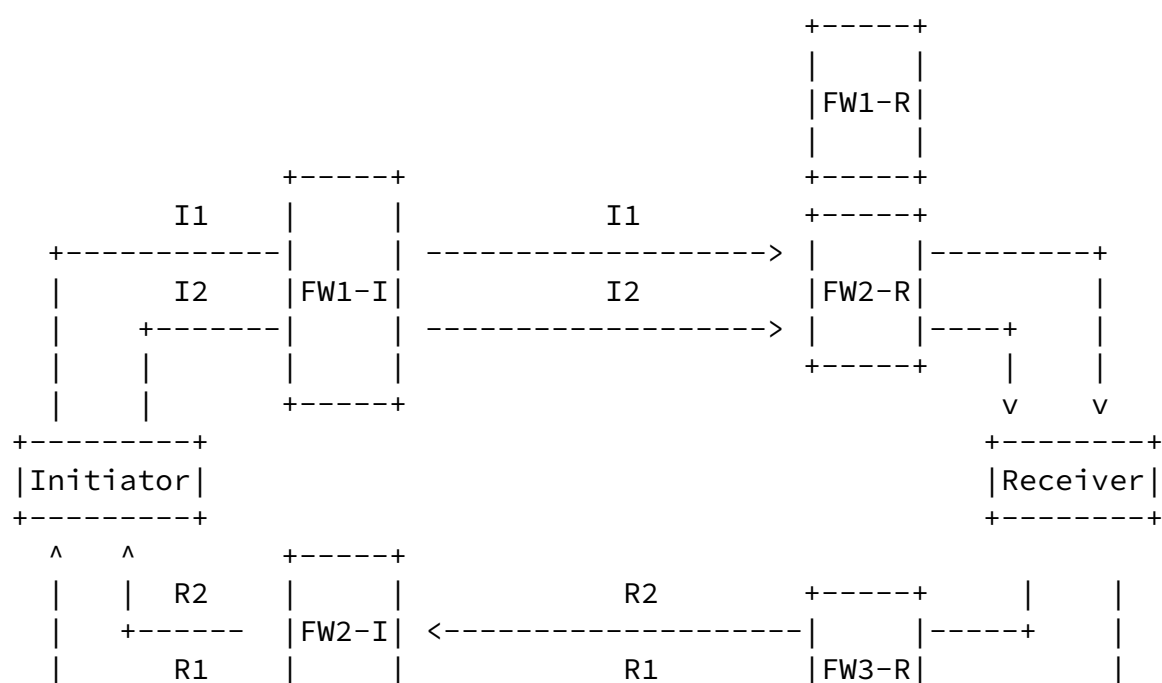 +-----+
                                            |     |
                                            |FW1-R|
                                            |     |
               +-----+                      +-----+
         I1    |     |           I1         +-----+
  +------------|     | -------------------> |     |---------+
  |      I2    |FW1-I|           I2         |FW2-R|         |
  |    +-------|     | -------------------> |     |----+    |
  |    |       |     |                      +-----+    |    |
  |    |       +-----+                                 v    v
+---------+                                           +--------+
|Initiator|                                           |Receiver|
+---------+                                           +--------+
  ^   ^        +-----+
  |   |  R2    |     |            R2        +-----+     |    |
  |   +------  |FW2-I| <--------------------|     |-----+    |
  |      R1    |     |            R1        |FW3-R|          |